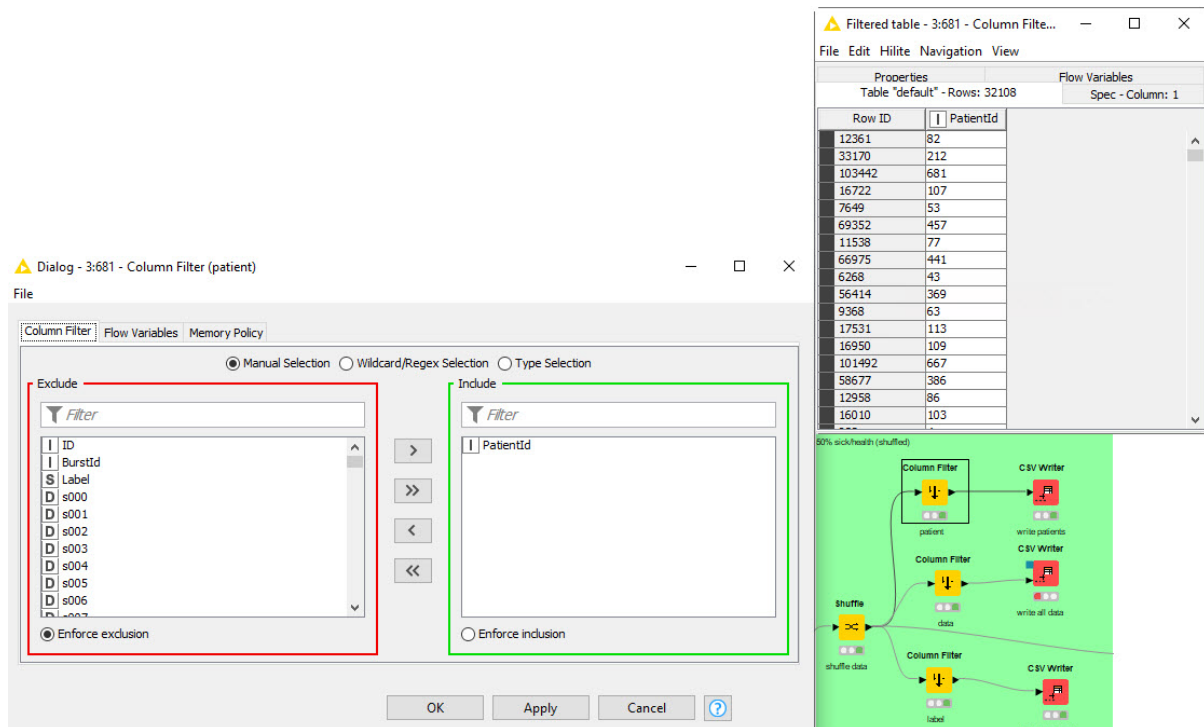 Filtered table - 3:681 - Column Filte...
File Edit Hilite Navigation View
Properties Flow Variables
Table "default" - Rows: 32108 Spec - Column: 1
Row ID I PatientId
12361 82
33170 212
103442 681
16722 107
7649 53
69352 457
11538 77
66975 441
6268 43
56414 369
9368 63
17531 113
16950 109
101492 667
58677 386
12958 86
16010 103
Dialog - 3:681 - Column Filter (patient)
File
Column Filter Flow Variables Memory Policy
Manual Selection Wildcard/Regex Selection Type Selection
Exclude Include
Filter Filter
I ID I PatientId
I BurstId
S Label
D s000
D s001
D s002
D s003
D s004
D s005
D s006
Enforce exclusion Enforce inclusion
OK Apply Cancel ?
50% sick/health (shuffled)
Column Filter CSV Writer
patient write patients
Column Filter CSV Writer
data write all data
Shuffle
shuffle data
Column Filter CSV Writer
label